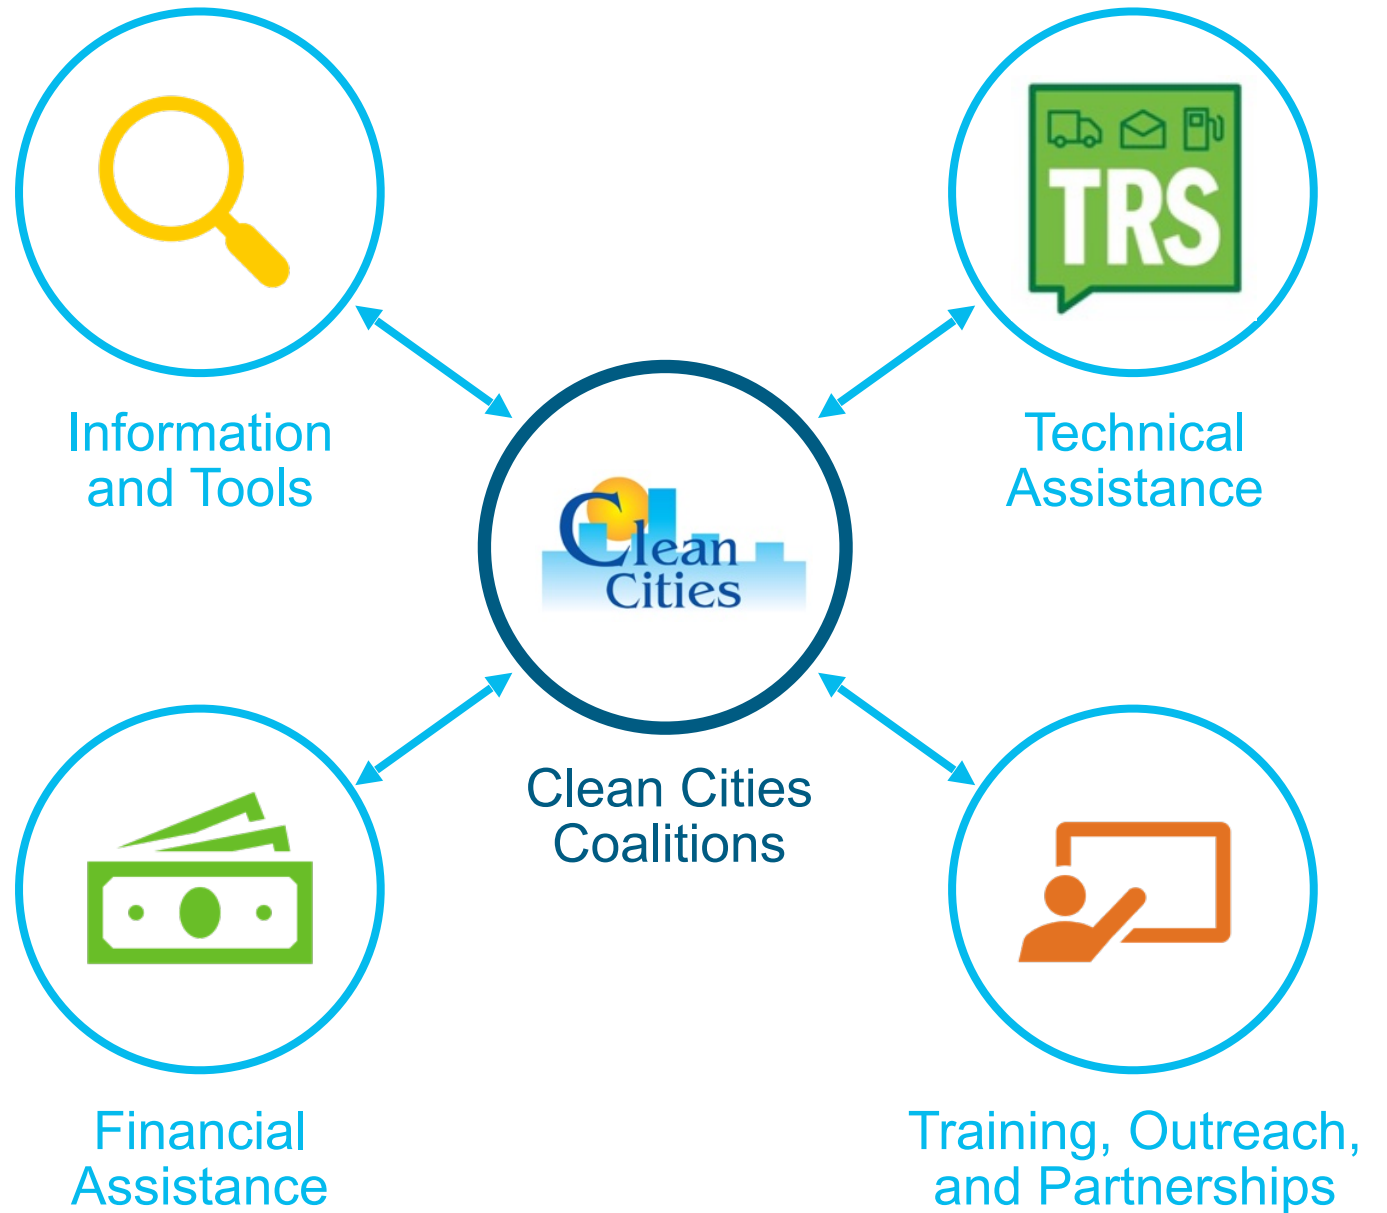 TRS
Information
and Tools
Technical
Assistance
Clean
Cities
Clean Cities
Coalitions
Financial
Assistance
Training, Outreach,
and Partnerships